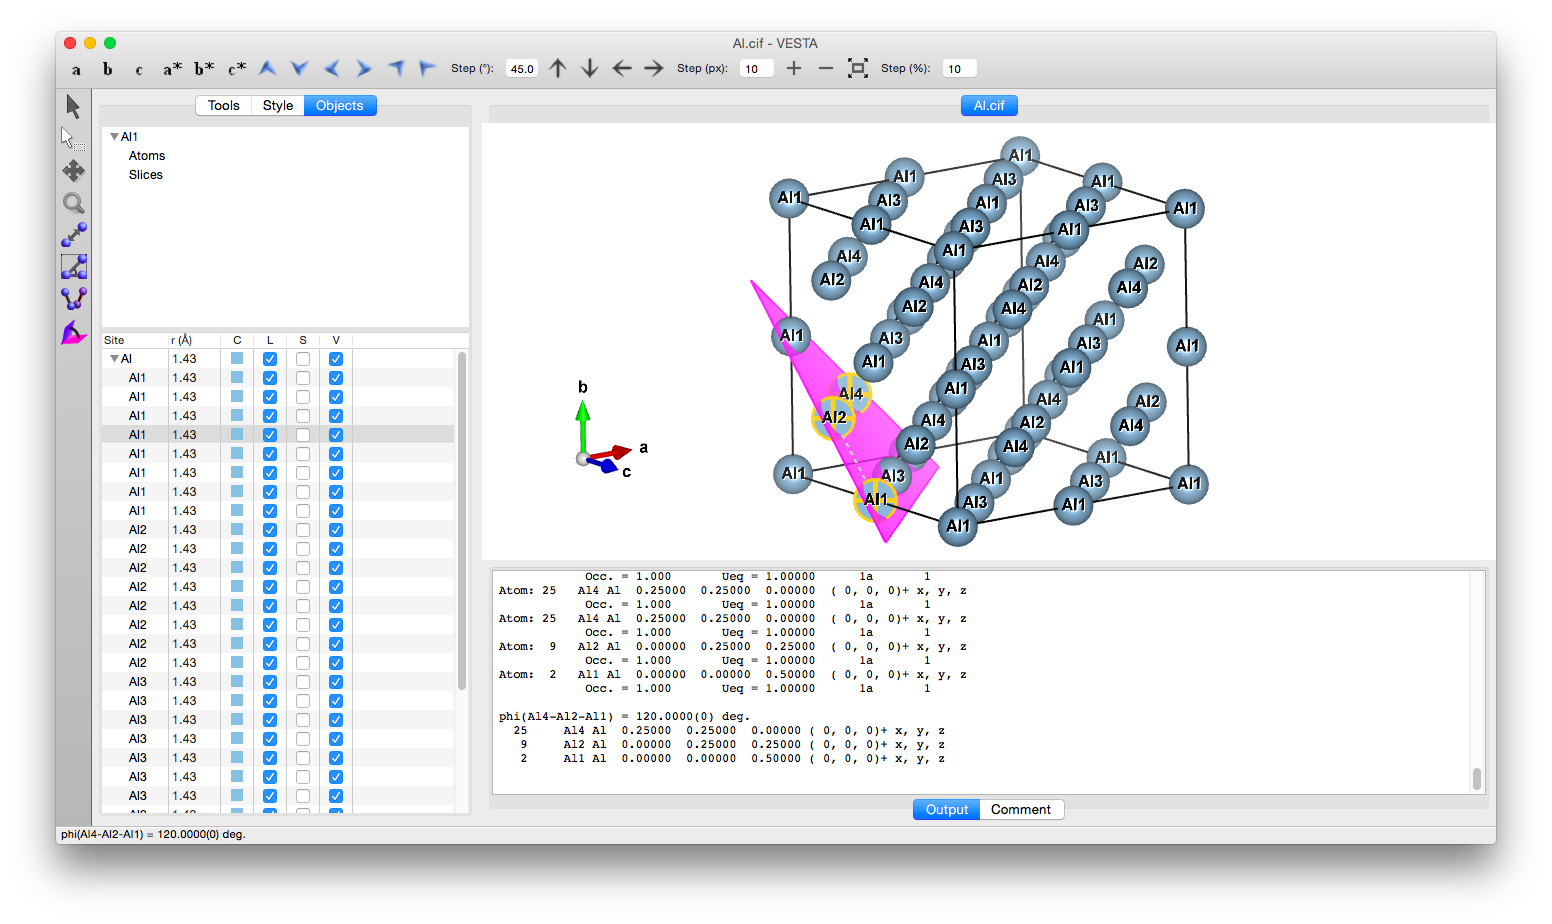 Al.cif - VESTA
a b c a* b* c* Step (°): 45.0 Step (px): 10 Step (%): 10
Tools Style Objects
Al.cif
Al1
Atoms
Slices
Site r (Å) C L S V
Al 1.43
Al1 1.43
Al1 1.43
Al1 1.43
Al1 1.43
Al1 1.43
Al1 1.43
Al1 1.43
Al1 1.43
Al2 1.43
Al2 1.43
Al2 1.43
Al2 1.43
Al2 1.43
Al2 1.43
Al2 1.43
Al2 1.43
Al3 1.43
Al3 1.43
Al3 1.43
Al3 1.43
Al3 1.43
Al3 1.43
Al3 1.43
b
a
c
Al1
Al1 Al3 Al1
Al1 Al3 Al1 Al3 Al1
Al1 Al3 Al1 Al1
Al4 Al1 Al4 Al2
Al2 Al4 Al2 Al4
Al2 Al4 Al1
Al1 Al3 Al1 Al3 Al1
Al1 Al3 Al1
Al4 Al1 Al4 Al2
Al2 Al4 Al2 Al4
Al2 Al4 Al1
Al1 Al3 Al1 Al3 Al1
Al1 Al3 Al1
Al1
Occ. = 1.000 Ueq = 1.00000 1a 1
Atom: 25 Al4 Al 0.25000 0.25000 0.00000 ( 0, 0, 0)+ x, y, z
Occ. = 1.000 Ueq = 1.00000 1a 1
Atom: 25 Al4 Al 0.25000 0.25000 0.00000 ( 0, 0, 0)+ x, y, z
Occ. = 1.000 Ueq = 1.00000 1a 1
Atom: 9 Al2 Al 0.00000 0.25000 0.25000 ( 0, 0, 0)+ x, y, z
Occ. = 1.000 Ueq = 1.00000 1a 1
Atom: 2 Al1 Al 0.00000 0.00000 0.50000 ( 0, 0, 0)+ x, y, z
Occ. = 1.000 Ueq = 1.00000 1a 1
phi(Al4-Al2-Al1) = 120.0000(0) deg.
25 Al4 Al 0.25000 0.25000 0.00000 ( 0, 0, 0)+ x, y, z
9 Al2 Al 0.00000 0.25000 0.25000 ( 0, 0, 0)+ x, y, z
2 Al1 Al 0.00000 0.00000 0.50000 ( 0, 0, 0)+ x, y, z
Output Comment
phi(Al4-Al2-Al1) = 120.0000(0) deg.